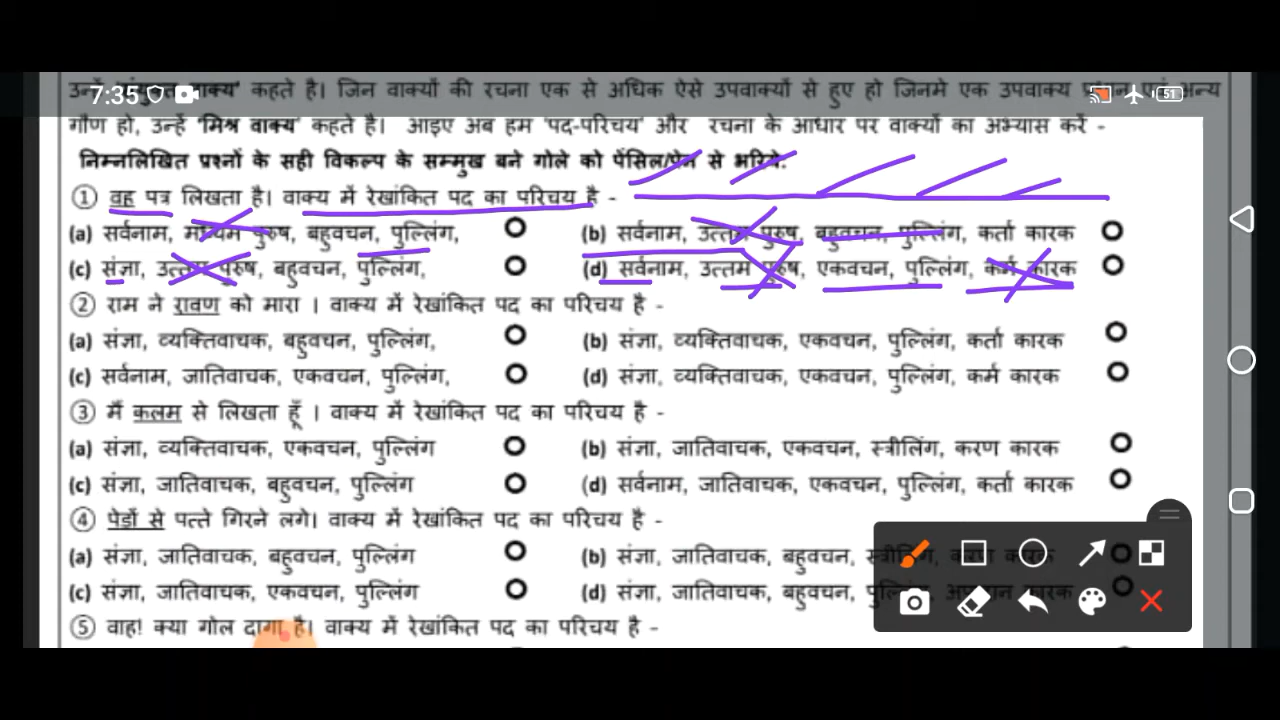 7:35
51
उन्हें 'संयुक्त वाक्य' कहते है। जिन वाक्यों की रचना एक से अधिक ऐसे उपवाक्यों से हुए हो जिनमे एक उपवाक्य प्रधान एवं अन्य
गौण हो, उन्हें 'मिश्र वाक्य' कहते है। आइए अब हम 'पद-परिचय' और रचना के आधार पर वाक्यों का अभ्यास करें -
निम्नलिखित प्रश्नों के सही विकल्प के सम्मुख बने गोले को पेंसिल/पेन से भरिये:
① वह पत्र लिखता है। वाक्य में रेखांकित पद का परिचय है -
(a) सर्वनाम, मध्यम पुरुष, बहुवचन, पुल्लिंग, (b) सर्वनाम, उत्तम पुरुष, बहुवचन, पुल्लिंग, कर्ता कारक
(c) संज्ञा, उत्तम पुरुष, बहुवचन, पुल्लिंग, (d) सर्वनाम, उत्तम पुरुष, एकवचन, पुल्लिंग, कर्म कारक
② राम ने रावण को मारा । वाक्य में रेखांकित पद का परिचय है -
(a) संज्ञा, व्यक्तिवाचक, बहुवचन, पुल्लिंग, (b) संज्ञा, व्यक्तिवाचक, एकवचन, पुल्लिंग, कर्ता कारक
(c) सर्वनाम, जातिवाचक, एकवचन, पुल्लिंग, (d) संज्ञा, व्यक्तिवाचक, एकवचन, पुल्लिंग, कर्म कारक
③ मैं कलम से लिखता हूँ । वाक्य में रेखांकित पद का परिचय है -
(a) संज्ञा, व्यक्तिवाचक, एकवचन, पुल्लिंग (b) संज्ञा, जातिवाचक, एकवचन, स्त्रीलिंग, करण कारक
(c) संज्ञा, जातिवाचक, बहुवचन, पुल्लिंग (d) सर्वनाम, जातिवाचक, एकवचन, पुल्लिंग, कर्ता कारक
④ पेडों से पत्ते गिरने लगे। वाक्य में रेखांकित पद का परिचय है -
(a) संज्ञा, जातिवाचक, बहुवचन, पुल्लिंग (b) संज्ञा, जातिवाचक, बहुवचन, स्त्रीलिंग, करण कारक
(c) संज्ञा, जातिवाचक, एकवचन, पुल्लिंग (d) संज्ञा, जातिवाचक, बहुवचन, पुल्लिंग, अपादान कारक
⑤ वाह! क्या गोल दागा है। वाक्य में रेखांकित पद का परिचय है -